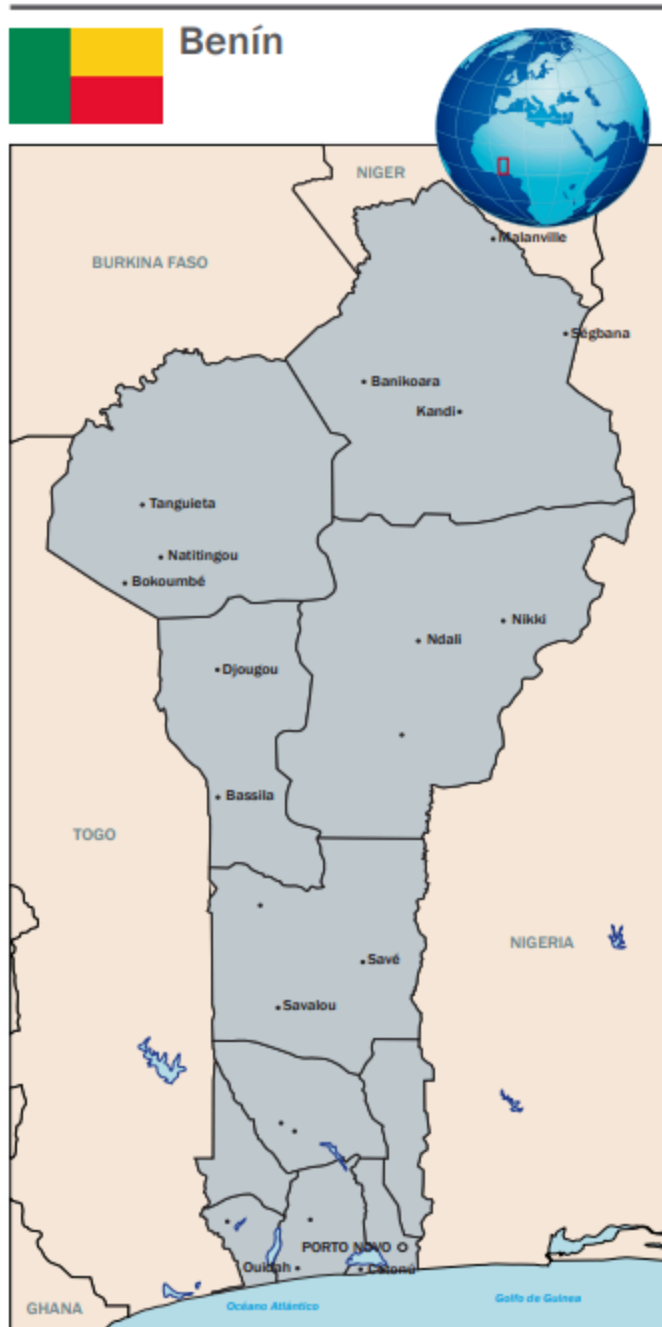 Benín
NIGER
Malanville
BURKINA FASO
Ségbana
Banikoara
Kandi
Tanguieta
Natitingou
Bokoumbé
Nikki
Ndali
Djougou
Bassila
TOGO
NIGERIA
Savé
Savalou
PORTO NOVO
Ouidah
Cotonú
GHANA
Océano Atlántico
Golfo de Guinea